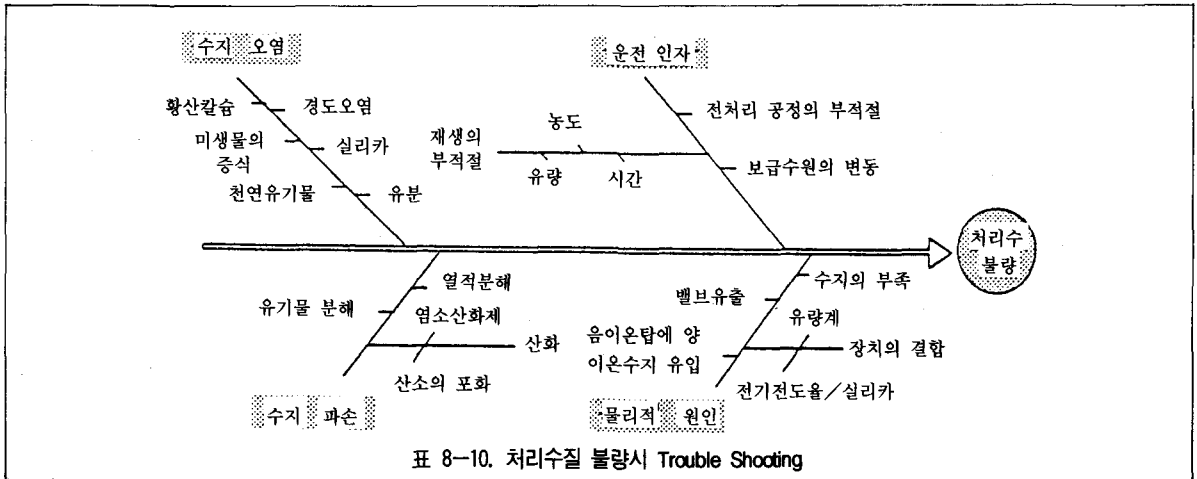 수지 오염
운전 인자
황산칼슘
경도오염
미생물의
증식
실리카
천연유기물
유분
전처리 공정의 부적절
농도
재생의
부적절
유량
시간
보급수원의 변동
처리수
불량
열적분해
유기물 분해
염소산화제
산화
산소의 포화
수지 파손
수지의 부족
밸브유출
유량계
음이온탑에 양
이온수지 유입
장치의 결합
전기전도율/실리카
물리적 원인
표 8-10. 처리수질 불량시 Trouble Shooting